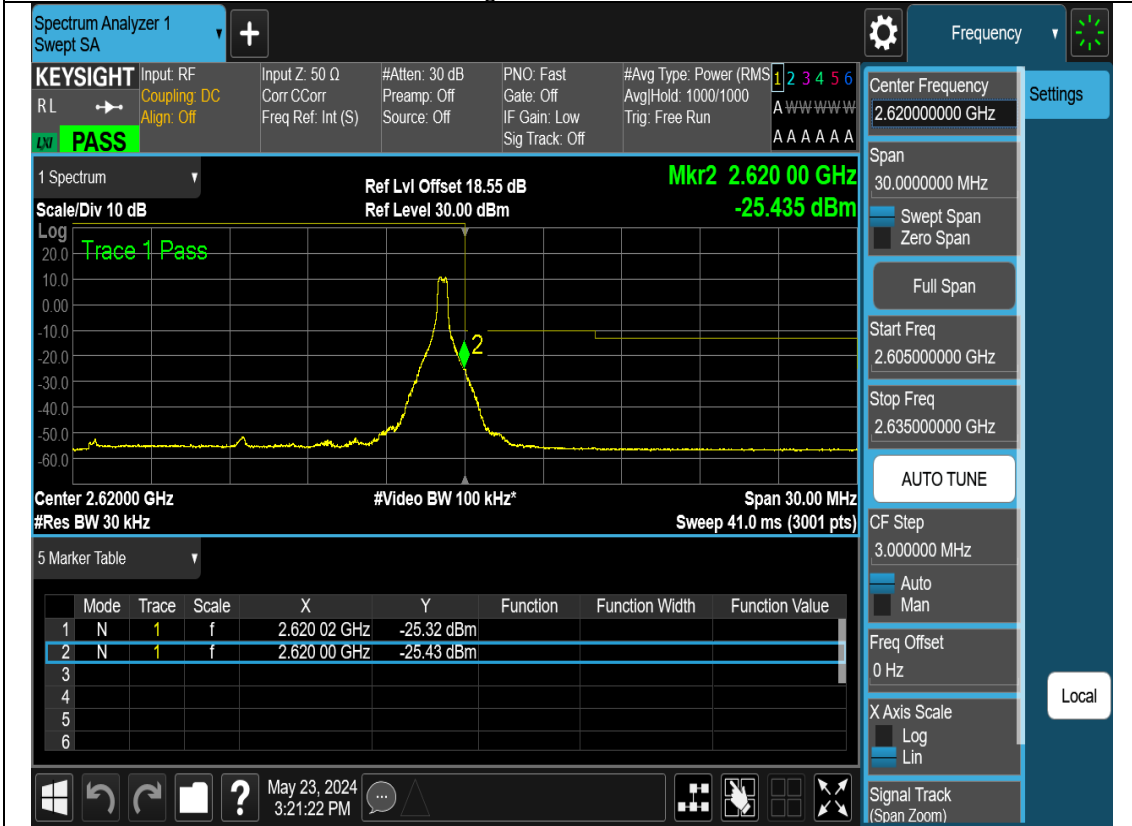 Spectrum Analyzer 1
Swept SA
+
Frequency
KEYSIGHT
RL
LXI
PASS
Input: RF
Coupling: DC
Align: Off
Input Z: 50 Ω
Corr CCorr
Freq Ref: Int (S)
#Atten: 30 dB
Preamp: Off
Source: Off
PNO: Fast
Gate: Off
IF Gain: Low
Sig Track: Off
#Avg Type: Power (RMS
Avg|Hold: 1000/1000
Trig: Free Run
1 2 3 4 5 6
A W W W W W
A A A A A A
1 Spectrum
Scale/Div 10 dB
Ref Lvl Offset 18.55 dB
Ref Level 30.00 dBm
Mkr2 2.620 00 GHz
-25.435 dBm
Log
Trace 1 Pass
20.0
10.0
0.00
-10.0
-20.0
-30.0
-40.0
-50.0
-60.0
2
Center 2.62000 GHz
#Video BW 100 kHz*
Span 30.00 MHz
#Res BW 30 kHz
Sweep 41.0 ms (3001 pts)
5 Marker Table
Mode Trace Scale X Y Function Function Width Function Value
1 N 1 f 2.620 02 GHz -25.32 dBm
2 N 1 f 2.620 00 GHz -25.43 dBm
3
4
5
6
?
May 23, 2024
3:21:22 PM
Center Frequency
2.620000000 GHz
Span
30.0000000 MHz
Swept Span
Zero Span
Full Span
Start Freq
2.605000000 GHz
Stop Freq
2.635000000 GHz
AUTO TUNE
CF Step
3.000000 MHz
Auto
Man
Freq Offset
0 Hz
X Axis Scale
Log
Lin
Signal Track
(Span Zoom)
Settings
Local